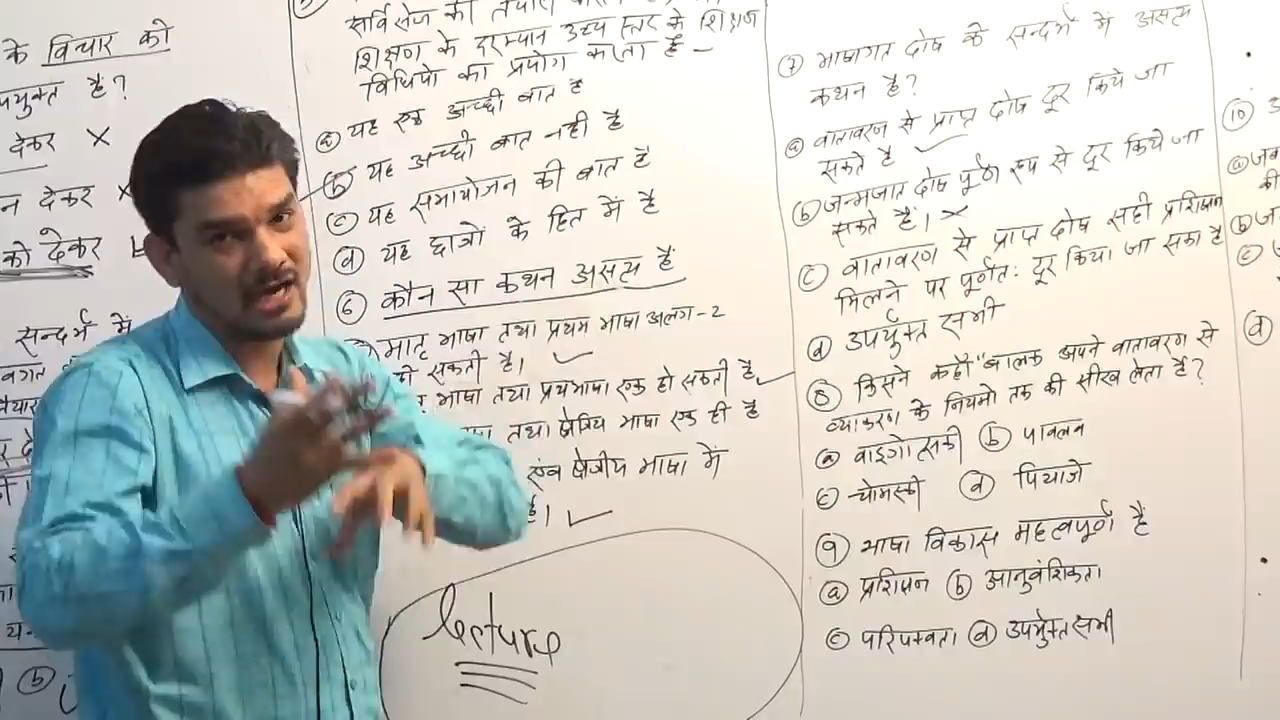 के विचार को
है?
देकर ×
न देकर ×
को देकर
सन्दर्भ में
ⓑ
शिक्षण के दरम्यान उच्च स्तर के शिक्षण
विधियो का प्रयोग करता है –
ⓐ यह एक अच्छी बात है
ⓑ यह अच्छी बात नही है
ⓒ यह समायोजन की बात है
ⓓ यह छात्रों के हित में है
⑥ कौन सा कथन असत्य है
मातृ भाषा तथा प्रथम भाषा अलग-2
सकती है। ✓
भाषा तथा प्रथमभाषा एक हो सकती है ✓
तथा क्षेत्रिय भाषा एक ही है
एंव क्षेत्रीय भाषा में
है। ✓
lecture
⑦ भाषागत दोष के सन्दर्भ में असत्य
कथन है?
ⓐ वातावरण से प्राप्त दोष दूर किये जा
सकते है ✓
ⓑ जन्मजात दोष पूर्ण रूप से दूर किये जा
सकते है। ×
ⓒ वातावरण से प्राप्त दोष सही प्रशिक्षण
मिलने पर पूर्णत: दूर किया जा सका है
ⓓ उपर्युक्त सभी
⑧ किसने कहाँ "बालक अपने वातावरण से
व्याकरण के नियमो तक की सीख लेता है?
ⓐ वाइगोत्सकी ⓑ पावलव
ⓒ चोमस्की ⓓ पियाजे
⑨ भाषा विकास महत्वपूर्ण है
ⓐ प्रशिक्षण ⓑ आनुवंशिकता
ⓒ परिपक्वता ⓓ उपर्युक्त सभी
⑩
ⓐ जन
की
ⓑ ज
ⓒ
ⓓ